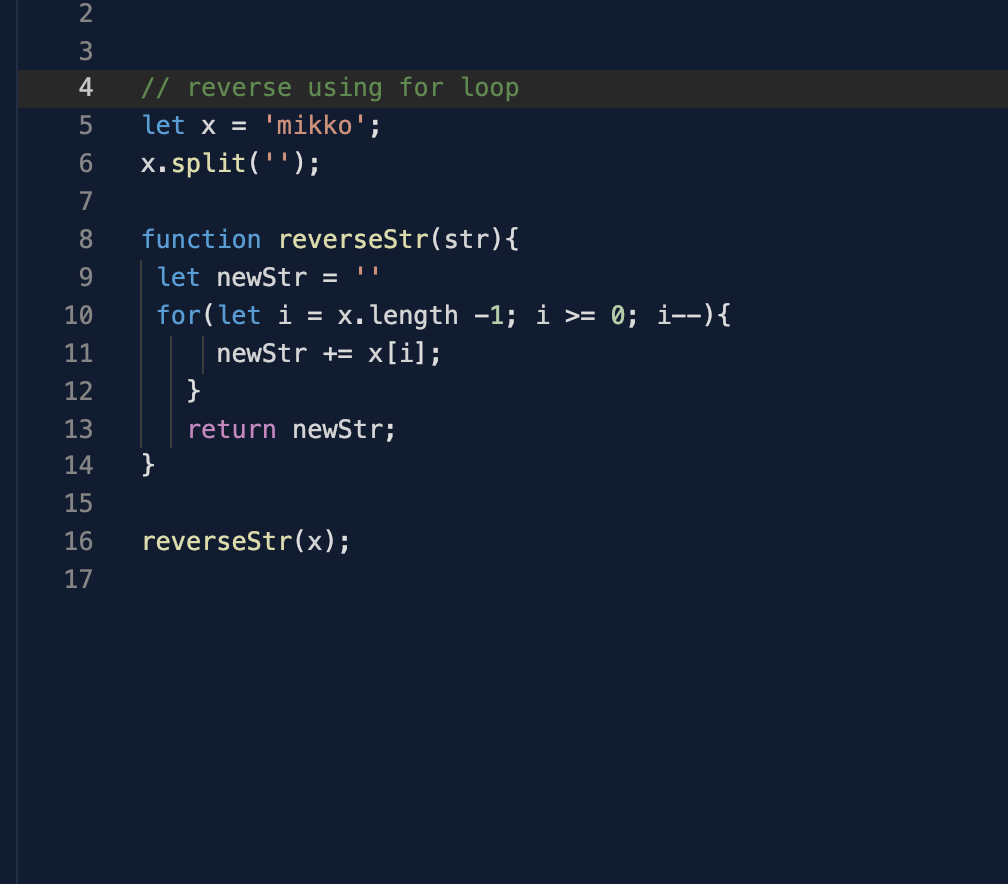 2
3
4 // reverse using for loop
5 let x = 'mikko';
6 x.split('');
7
8 function reverseStr(str){
9 let newStr = ''
10 for(let i = x.length -1; i >= 0; i--){
11 newStr += x[i];
12 }
13 return newStr;
14 }
15
16 reverseStr(x);
17